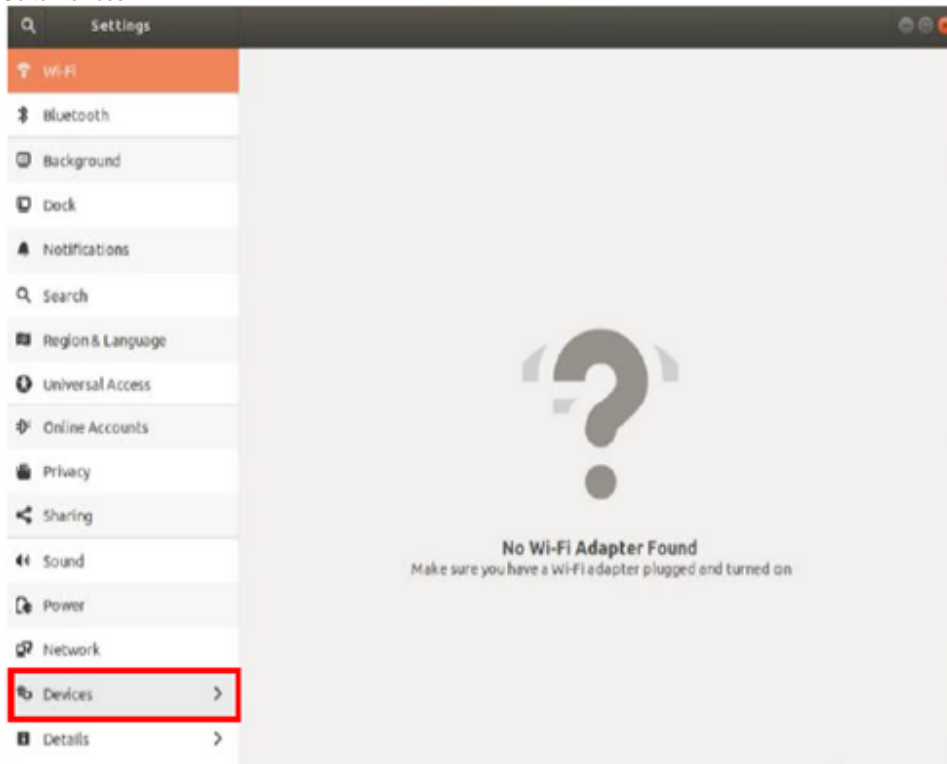 Settings
Wi-Fi
Bluetooth
Background
Dock
Notifications
Search
Region & Language
Universal Access
Online Accounts
Privacy
Sharing
Sound
Power
Network
Devices
Details
No Wi-Fi Adapter Found
Make sure you have a Wi-Fi adapter plugged and turned on